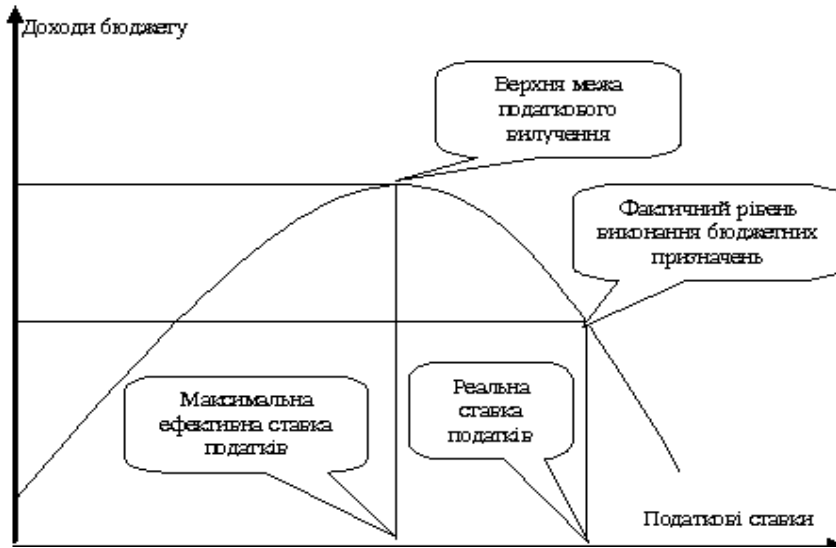 Доходи бюджету
Верхня межа
податкового
вилучення
Фактичний рівень
виконання бюджетних
призначень
Максимальна
ефективна ставка
податків
Реальна
ставка
податків
Податкові ставки